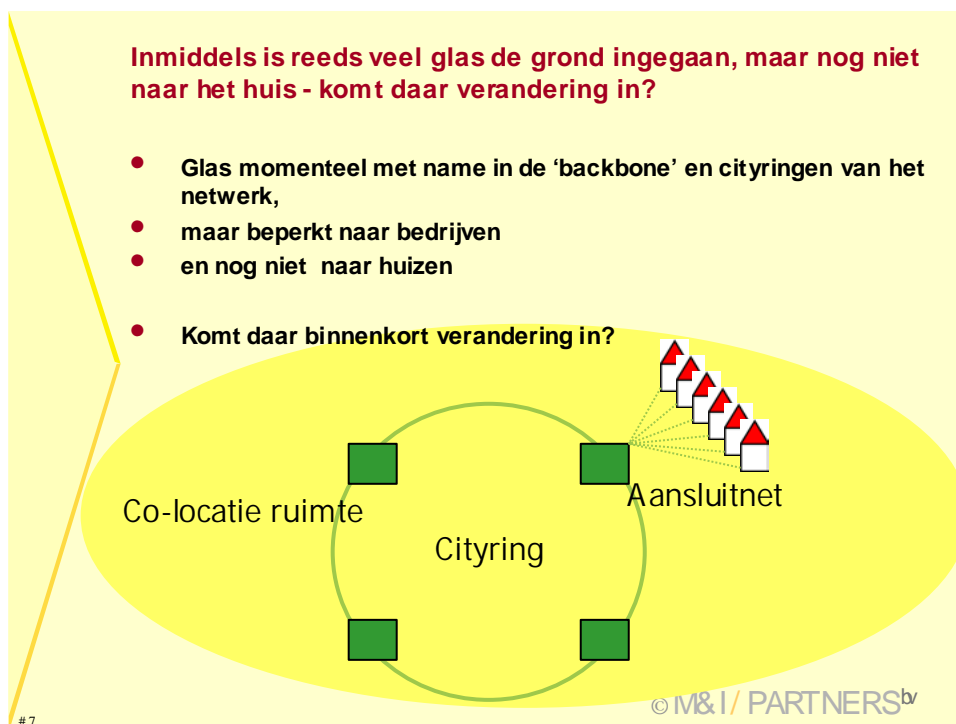 Inmiddels is reeds veel glas de grond ingegaan, maar nog niet
naar het huis - komt daar verandering in?
• Glas momenteel met name in de ‘backbone’ en cityringen van het
netwerk,
• maar beperkt naar bedrijven
• en nog niet naar huizen
• Komt daar binnenkort verandering in?
Aansluitnet
Co-locatie ruimte
Cityring
© M&I/PARTNERS bv
#7